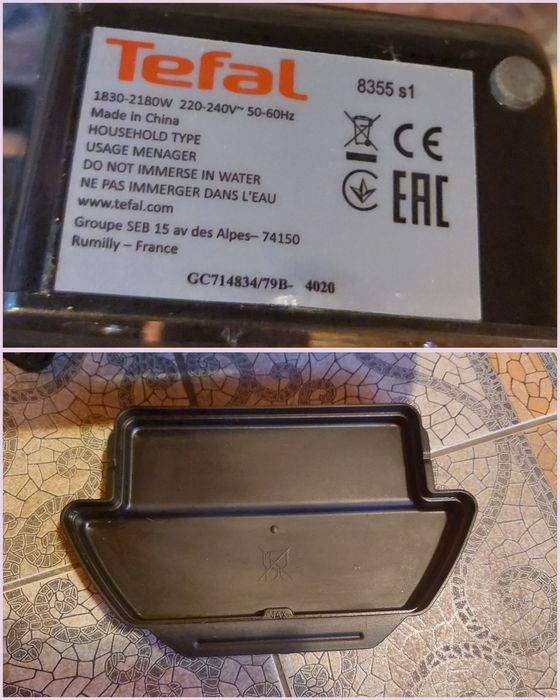 Tefal
8355 s1
1830-2180W 220-240V~ 50-60Hz
Made in China
HOUSEHOLD TYPE
USAGE MENAGER
DO NOT IMMERSE IN WATER
NE PAS IMMERGER DANS L'EAU
www.tefal.com
Groupe SEB 15 av des Alpes– 74150
Rumilly – France
CE
EAC
GC714834/79B- 4020
MAX